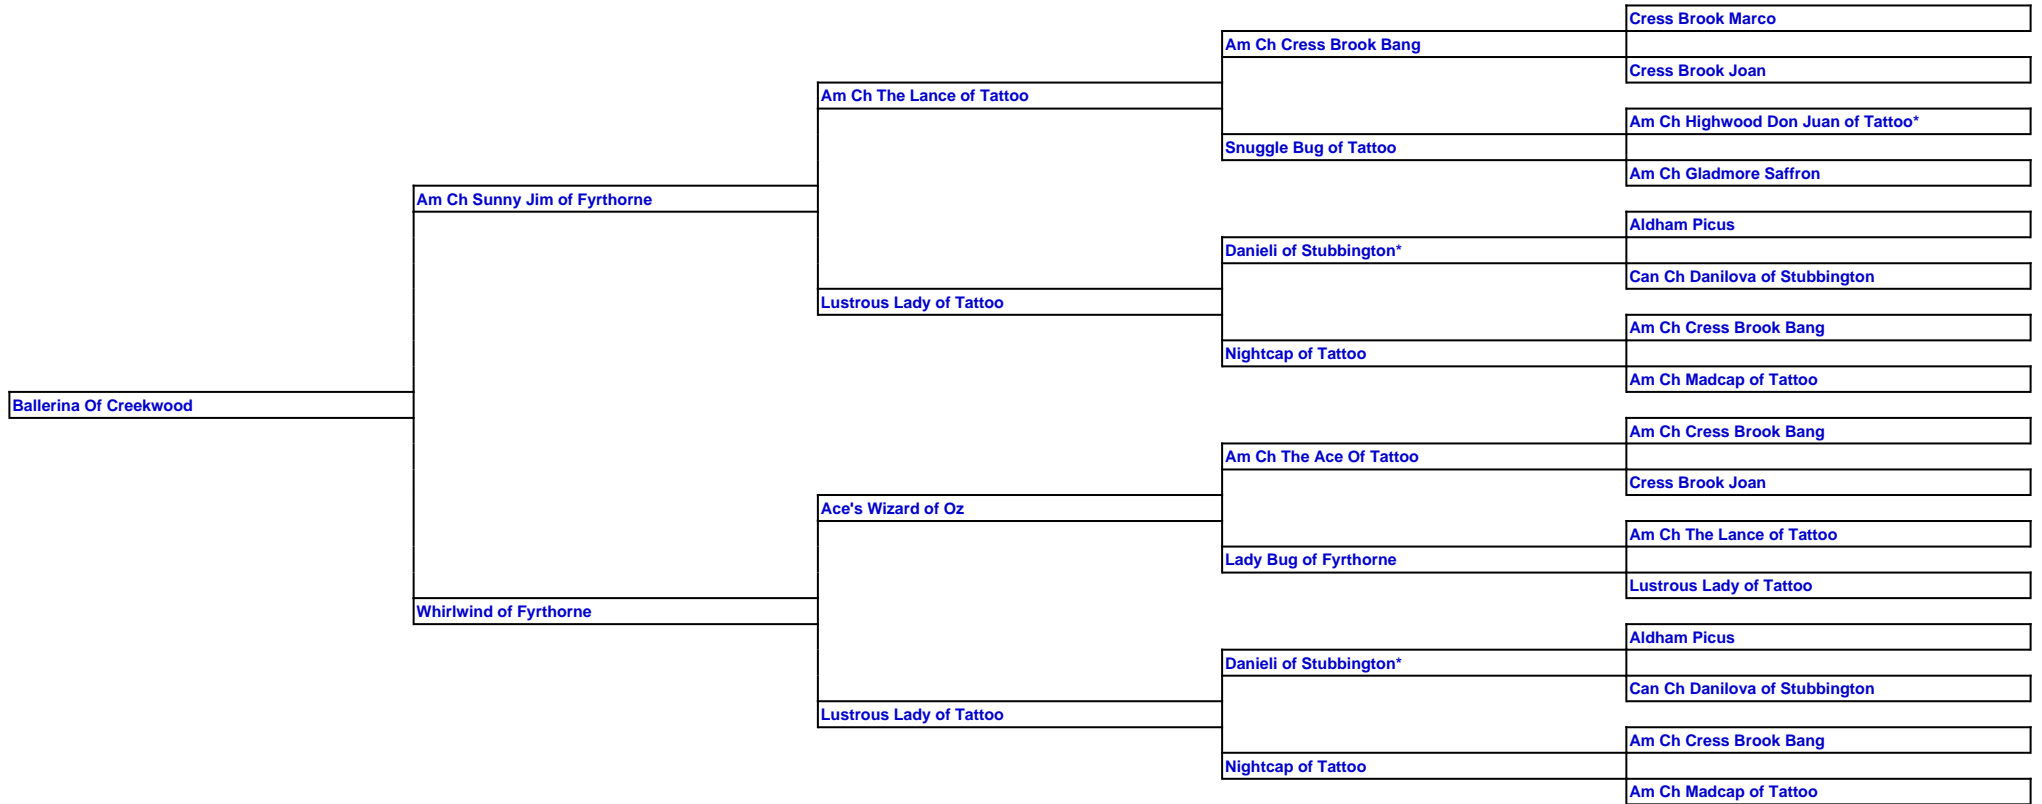 Cress Brook Marco
Am Ch Cress Brook Bang
Cress Brook Joan
Am Ch The Lance of Tattoo
Am Ch Highwood Don Juan of Tattoo*
Snuggle Bug of Tattoo
Am Ch Gladmore Saffron
Am Ch Sunny Jim of Fyrthorne
Aldham Picus
Danieli of Stubbington*
Can Ch Danilova of Stubbington
Lustrous Lady of Tattoo
Am Ch Cress Brook Bang
Nightcap of Tattoo
Am Ch Madcap of Tattoo
Ballerina Of Creekwood
Am Ch Cress Brook Bang
Am Ch The Ace Of Tattoo
Cress Brook Joan
Ace's Wizard of Oz
Am Ch The Lance of Tattoo
Lady Bug of Fyrthorne
Lustrous Lady of Tattoo
Whirlwind of Fyrthorne
Aldham Picus
Danieli of Stubbington*
Can Ch Danilova of Stubbington
Lustrous Lady of Tattoo
Am Ch Cress Brook Bang
Nightcap of Tattoo
Am Ch Madcap of Tattoo